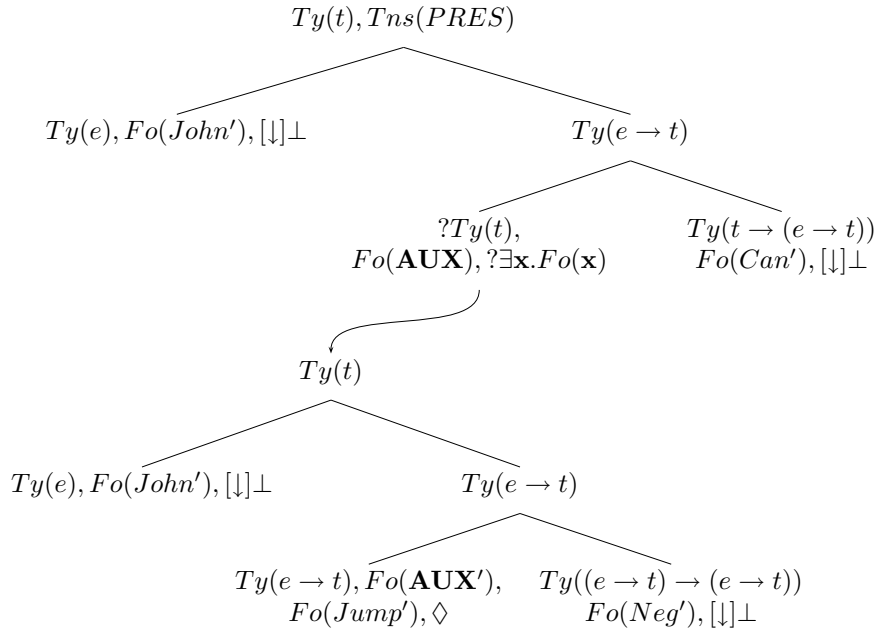 Ty(t), Tns(PRES)
Ty(e), Fo(John′), [↓]⊥
Ty(e → t)
?Ty(t),
Fo(AUX), ?∃x.Fo(x)
Ty(t → (e → t))
Fo(Can′), [↓]⊥
Ty(t)
Ty(e), Fo(John′), [↓]⊥
Ty(e → t)
Ty(e → t), Fo(AUX′),
Fo(Jump′), ◊
Ty((e → t) → (e → t))
Fo(Neg′), [↓]⊥